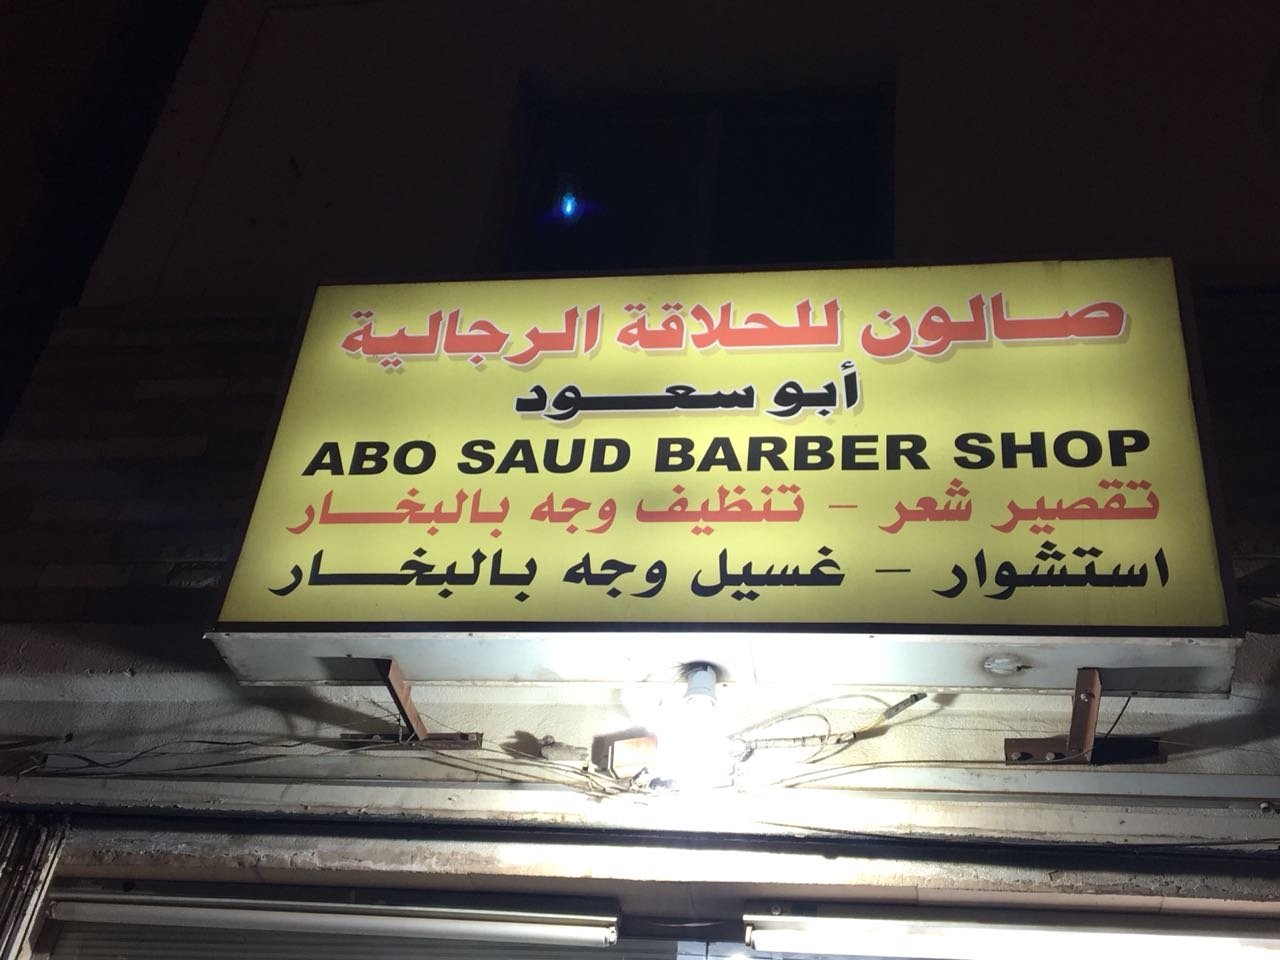 صالون للحلاقة الرجالية
أبو سعود
ABO SAUD BARBER SHOP
تقصير شعر - تنظيف وجه بالبخار
استشوار - غسيل وجه بالبخار